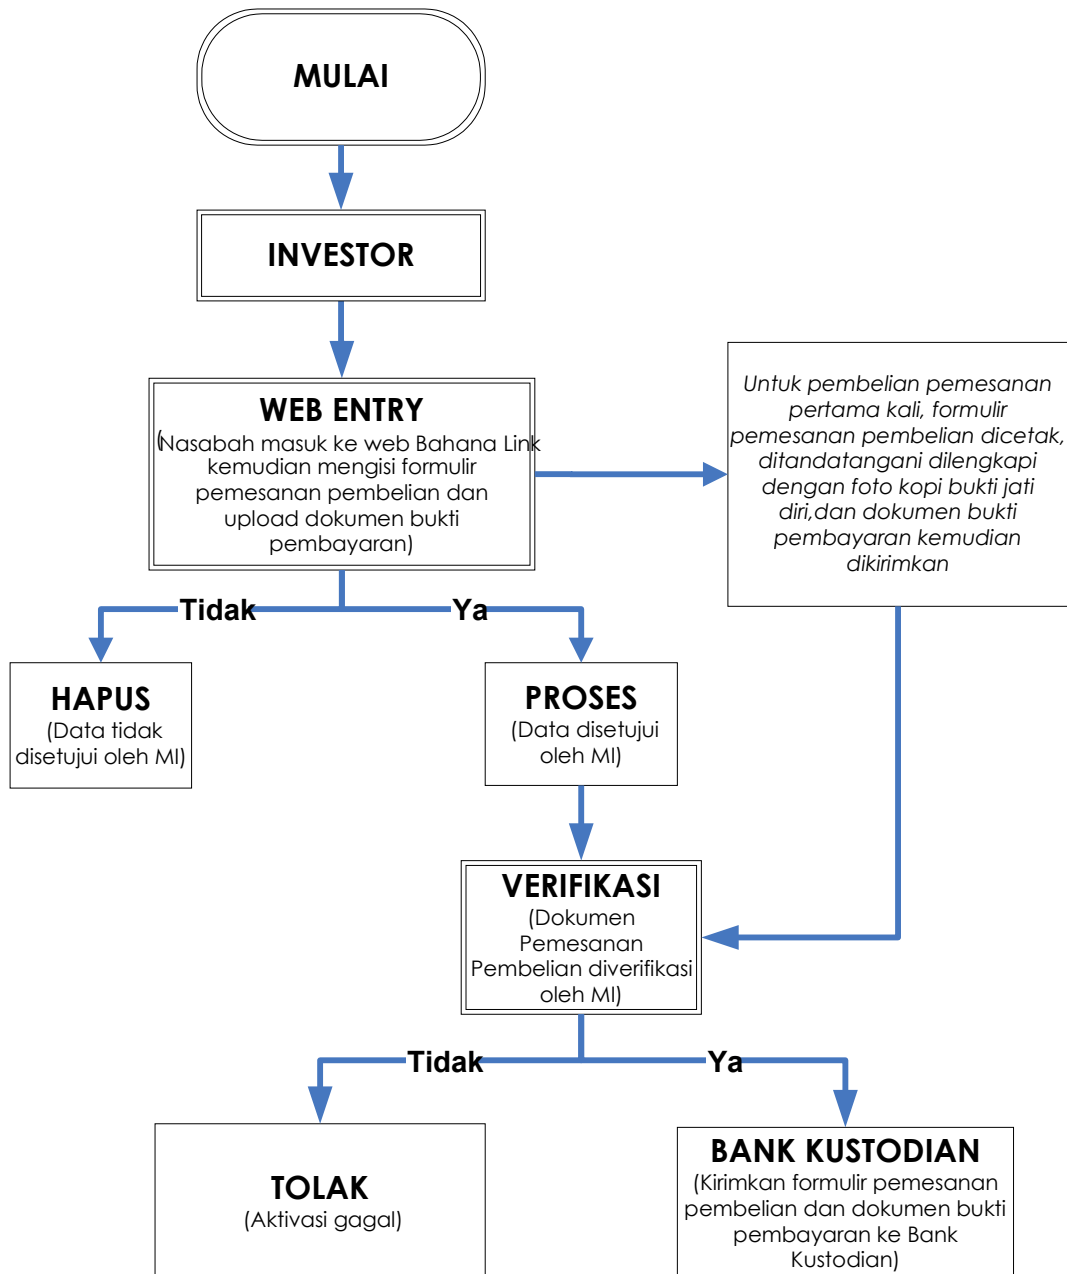 MULAI
INVESTOR
WEB ENTRY
(Nasabah masuk ke web Bahana Link
kemudian mengisi formulir
pemesanan pembelian dan
upload dokumen bukti
pembayaran)
Untuk pembelian pemesanan
pertama kali, formulir
pemesanan pembelian dicetak,
ditandatangani dilengkapi
dengan foto kopi bukti jati
diri,dan dokumen bukti
pembayaran kemudian
dikirimkan
Tidak
Ya
HAPUS
(Data tidak
disetujui oleh MI)
PROSES
(Data disetujui
oleh MI)
VERIFIKASI
(Dokumen
Pemesanan
Pembelian diverifikasi
oleh MI)
Tidak
Ya
TOLAK
(Aktivasi gagal)
BANK KUSTODIAN
(Kirimkan formulir pemesanan
pembelian dan dokumen bukti
pembayaran ke Bank
Kustodian)